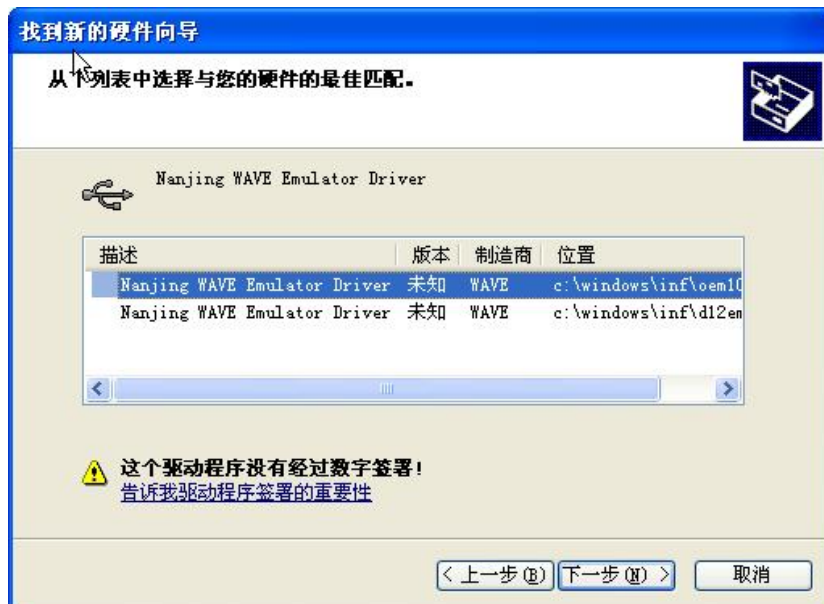 找到新的硬件向导
从下列表中选择与您的硬件的最佳匹配。
Nanjing WAVE Emulator Driver
描述 版本 制造商 位置
Nanjing WAVE Emulator Driver 未知 WAVE c:\windows\inf\oem10
Nanjing WAVE Emulator Driver 未知 WAVE c:\windows\inf\d12em
这个驱动程序没有经过数字签署!
告诉我驱动程序签署的重要性
< 上一步(B) 下一步(N) > 取消